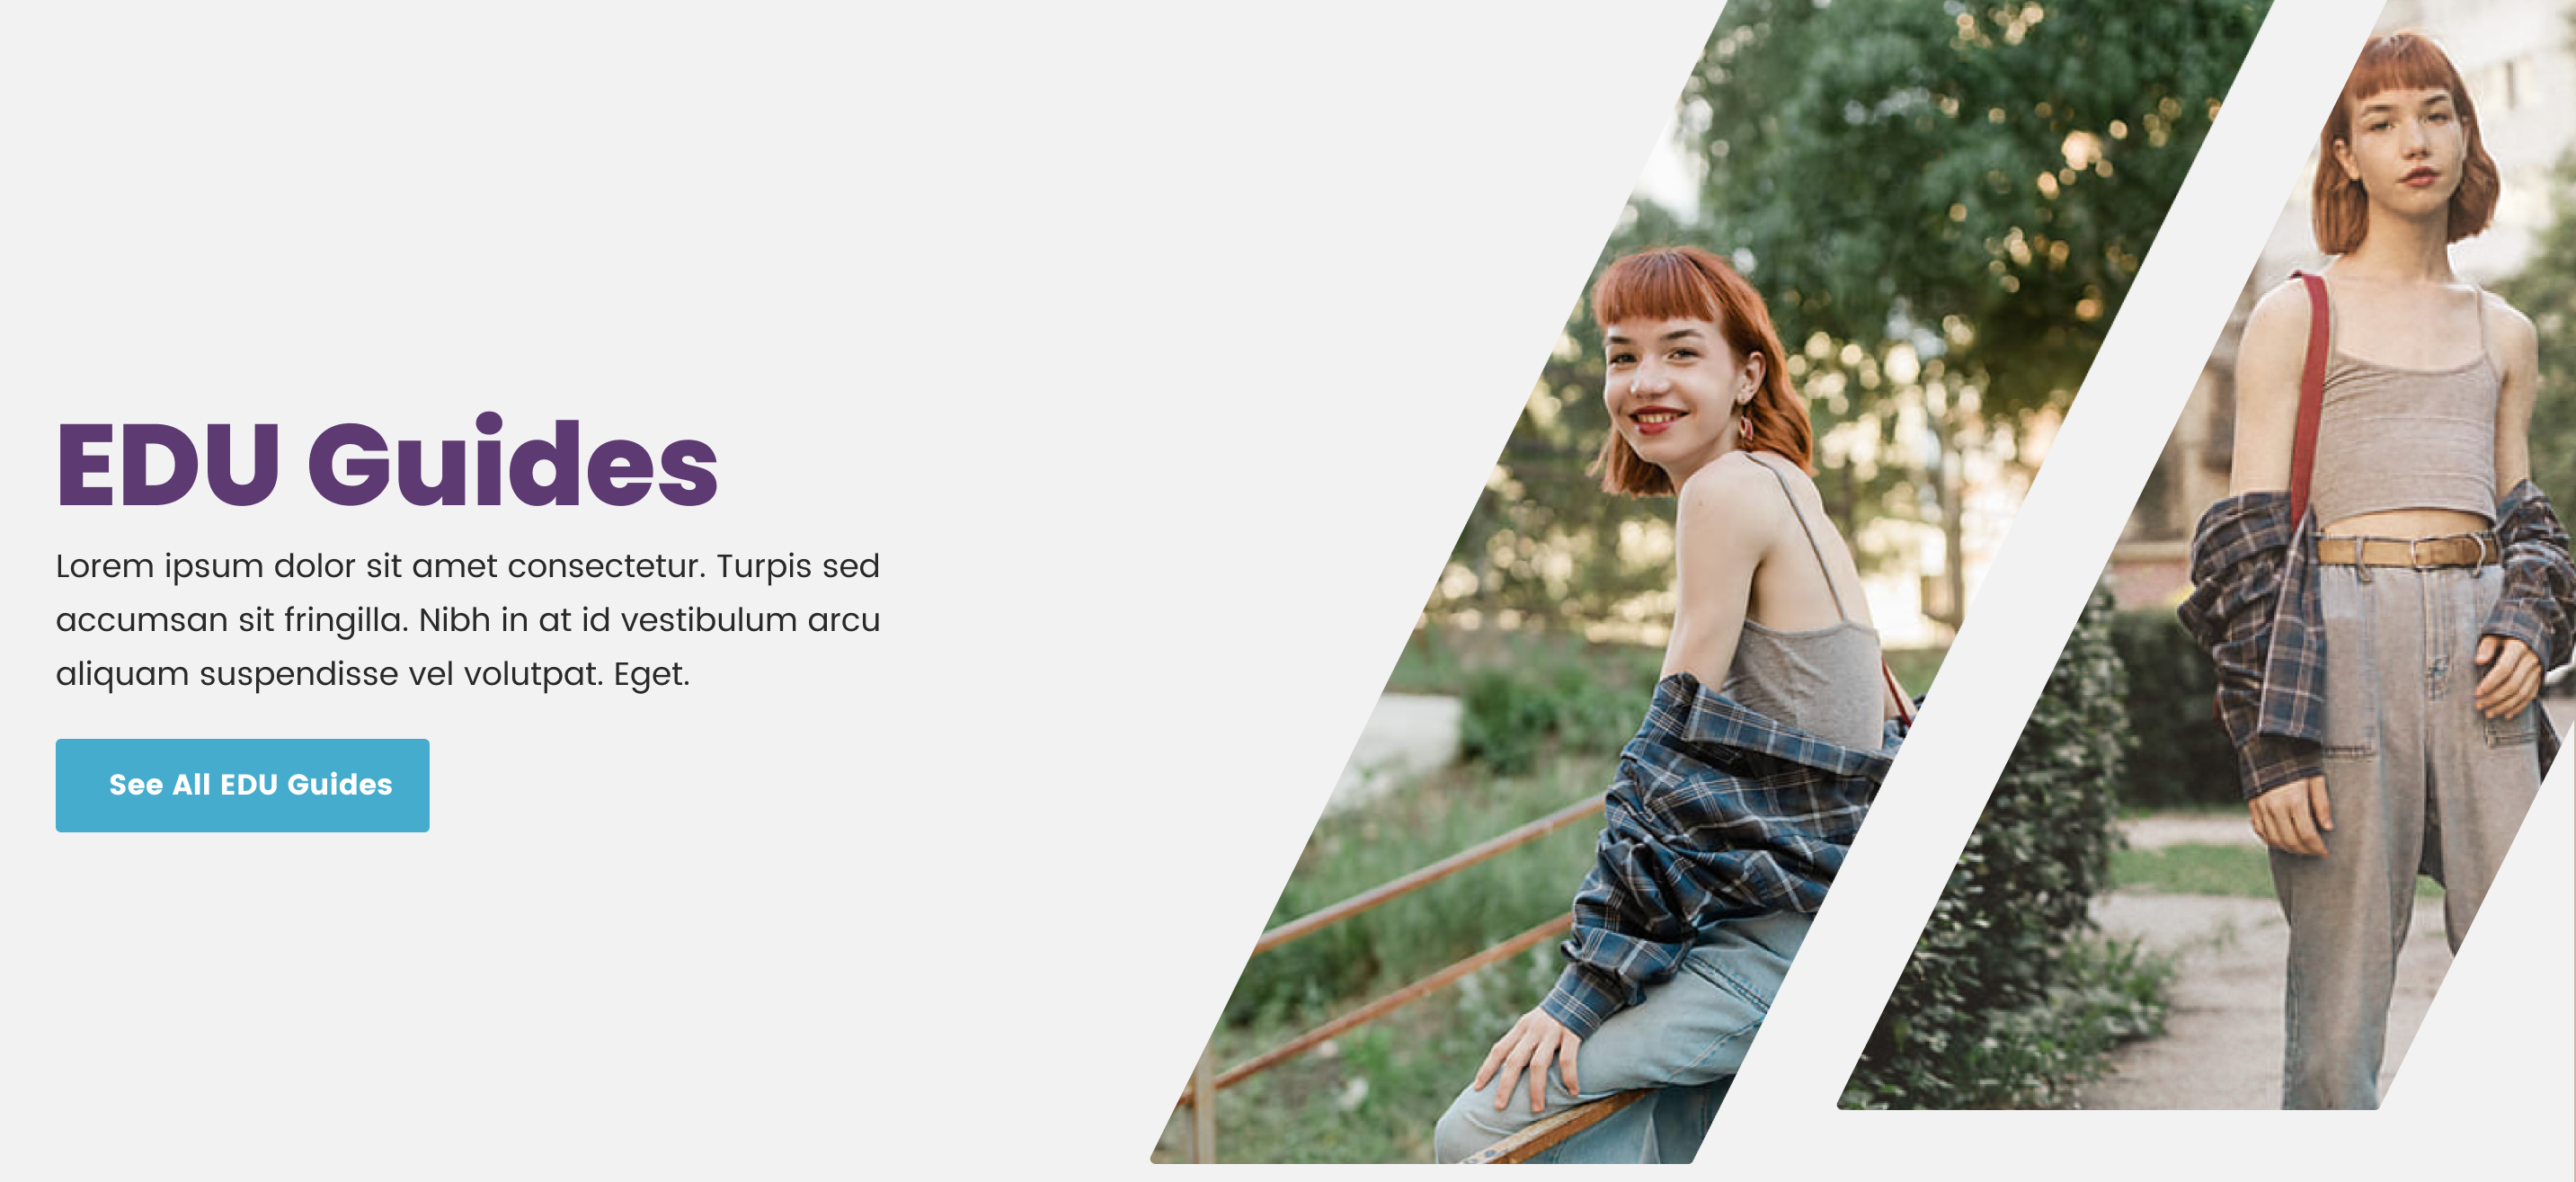 EDU Guides
Lorem ipsum dolor sit amet consectetur. Turpis sed
accumsan sit fringilla. Nibh in at id vestibulum arcu
aliquam suspendisse vel volutpat. Eget.
See All EDU Guides